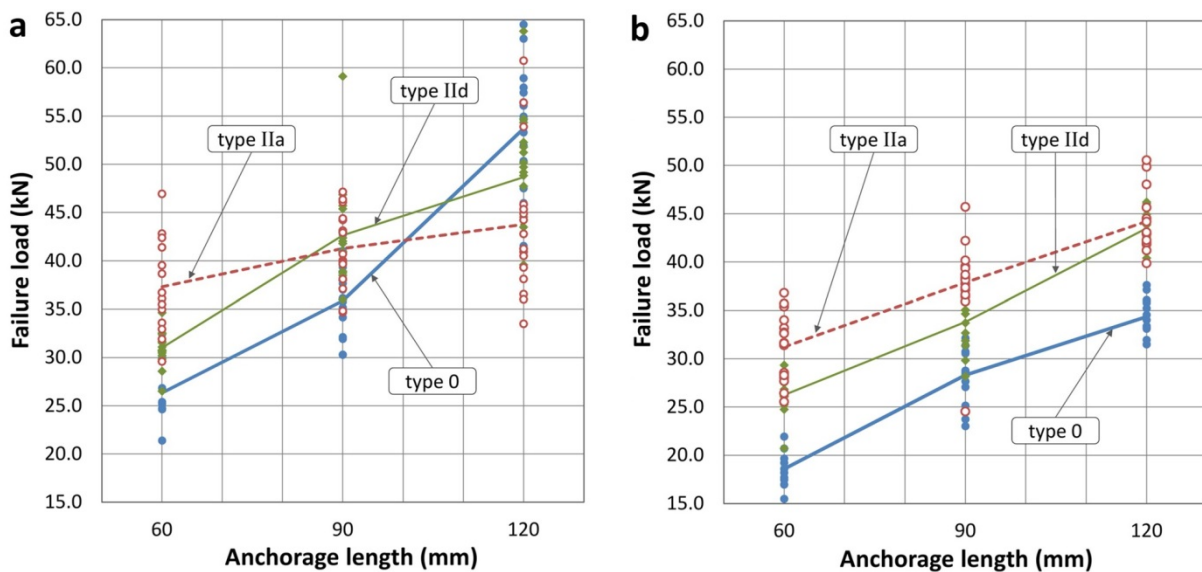 a
65.0
60.0
55.0
50.0
45.0
40.0
35.0
30.0
25.0
20.0
15.0
Failure load (kN)
type IIa
type IId
type 0
60
90
120
Anchorage length (mm)
b
65.0
60.0
55.0
50.0
45.0
40.0
35.0
30.0
25.0
20.0
15.0
Failure load (kN)
type IIa
type IId
type 0
60
90
120
Anchorage length (mm)